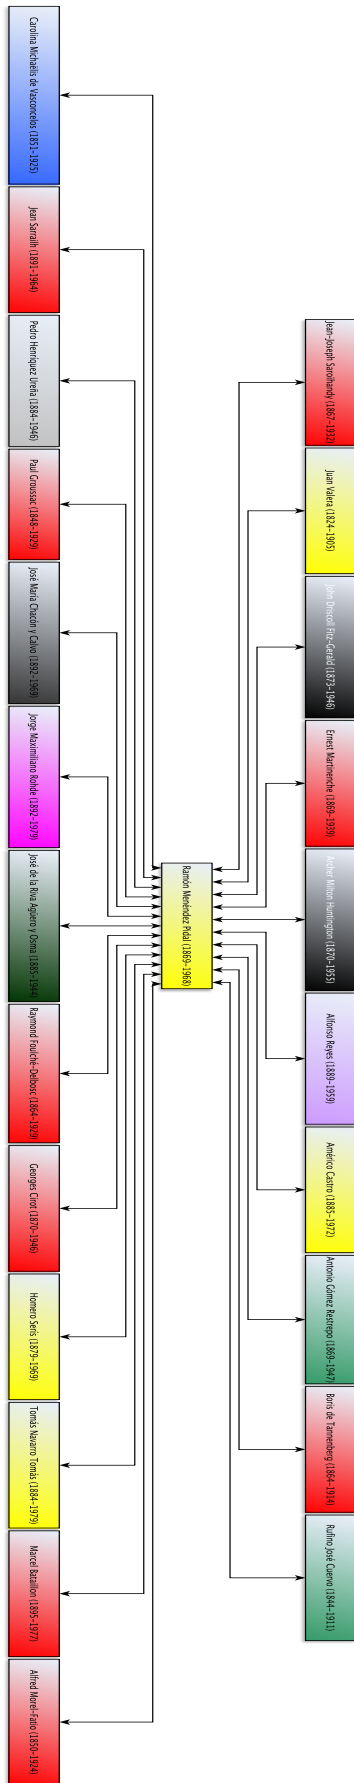 Carolina Michaëlis de Vasconcelos (1851-1925)
Jean Sarrailh (1891-1964)
Pedro Henríquez Ureña (1884-1946)
Paul Groussac (1848-1929)
José María Chacón y Calvo (1892-1969)
Jorge Maximiliano Rohde (1892-1979)
José de la Riva Agüero y Osma (1885-1944)
Raymond Foulché-Delbosc (1864-1929)
Georges Cirot (1870-1946)
Homero Serís (1879-1969)
Tomás Navarro Tomás (1884-1979)
Marcel Bataillon (1895-1977)
Alfred Morel-Fatio (1850-1924)
Ramón Menéndez Pidal (1869-1968)
Jean-Joseph Saroïhandy (1867-1932)
Juan Valera (1824-1905)
John Driscoll Fitz-Gerald (1873-1946)
Ernest Martinenche (1869-1939)
Archer Milton Huntington (1870-1955)
Alfonso Reyes (1889-1959)
Américo Castro (1885-1972)
Antonio Gómez Restrepo (1869-1947)
Boris de Tannenberg (1864-1914)
Rufino José Cuervo (1844-1911)